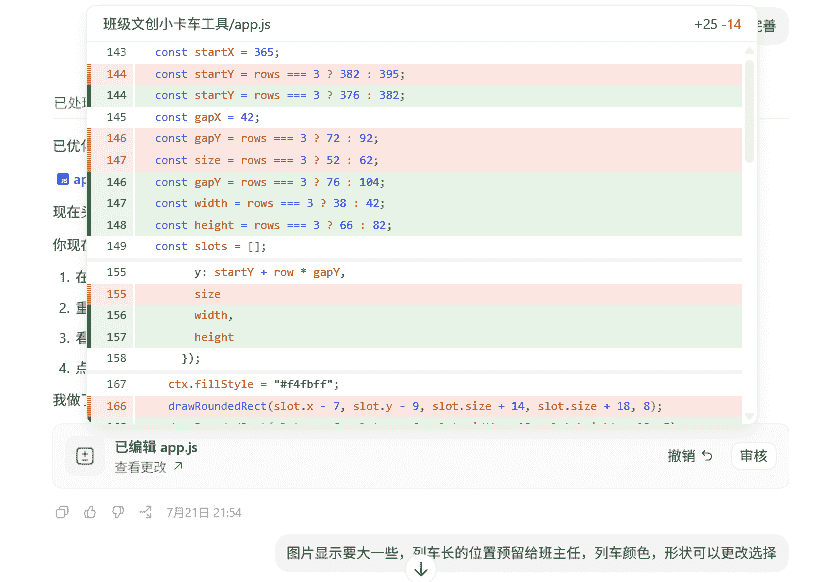 班级文创小卡车工具/app.js
+25 -14
143 const startX = 365;
144 const startY = rows === 3 ? 382 : 395;
144 const startY = rows === 3 ? 376 : 382;
145 const gapX = 42;
146 const gapY = rows === 3 ? 72 : 92;
147 const size = rows === 3 ? 52 : 62;
146 const gapY = rows === 3 ? 76 : 104;
147 const width = rows === 3 ? 38 : 42;
148 const height = rows === 3 ? 66 : 82;
149 const slots = [];
155 y: startY + row * gapY,
155 size
156 width,
157 height
158 });
167 ctx.fillStyle = "#f4fbff";
166 drawRoundedRect(slot.x - 7, slot.y - 9, slot.size + 14, slot.size + 18, 8);
善
已处
已优
ap
现在
你现在
1. 在
2. 重
3. 看
4. 点
我做了
已编辑 app.js
查看更改
撤销
审核
7月21日 21:54
图片显示要大一些，列车长的位置预留给班主任，列车颜色，形状可以更改选择